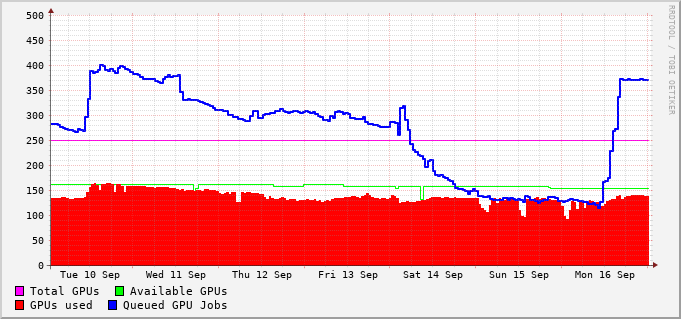 500
450
400
350
300
250
200
150
100
50
0
Tue 10 Sep Wed 11 Sep Thu 12 Sep Fri 13 Sep Sat 14 Sep Sun 15 Sep Mon 16 Sep
Total GPUs Available GPUs
GPUs used Queued GPU Jobs
RRDTOOL / TOBI OETIKER